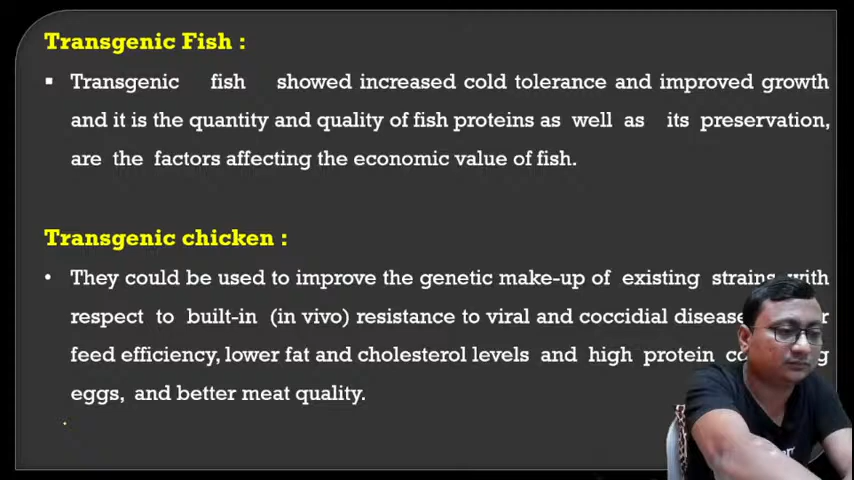 Transgenic Fish :
▪ Transgenic fish showed increased cold tolerance and improved growth
and it is the quantity and quality of fish proteins as well as its preservation,
are the factors affecting the economic value of fish.
Transgenic chicken :
• They could be used to improve the genetic make-up of existing strains with
respect to built-in (in vivo) resistance to viral and coccidial
feed efficiency, lower fat and cholesterol levels and high protein
eggs, and better meat quality.